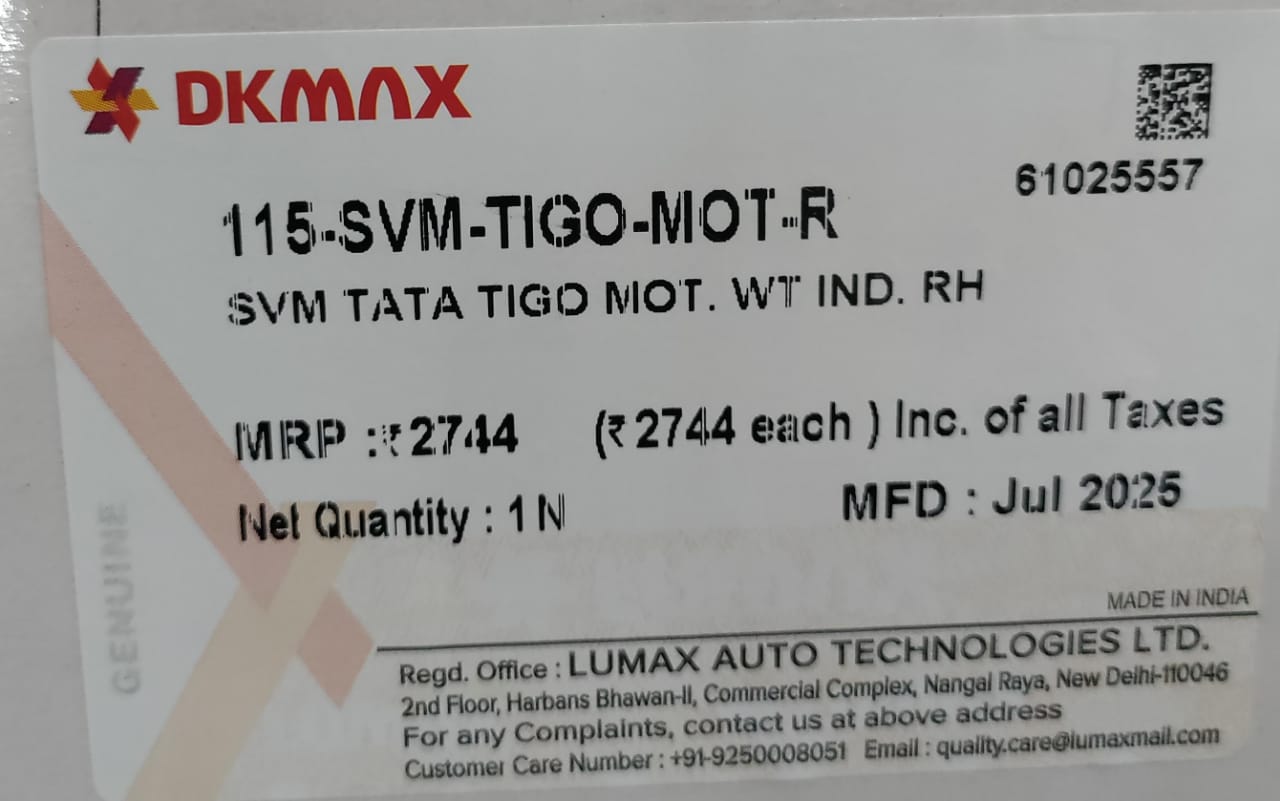 DKMAX
61025557
115-SVM-TIGO-MOT-R
SVM TATA TIGO MOT. WT IND. RH
MRP :₹2744 (₹2744 each ) Inc. of all Taxes
Net Quantity : 1 N MFD : Jul 2025
GENUINE
MADE IN INDIA
Regd. Office : LUMAX AUTO TECHNOLOGIES LTD.
2nd Floor, Harbans Bhawan-II, Commercial Complex, Nangal Raya, New Delhi-110046
For any Complaints, contact us at above address
Customer Care Number : +91-9250008051 Email : quality.care@lumaxmail.com